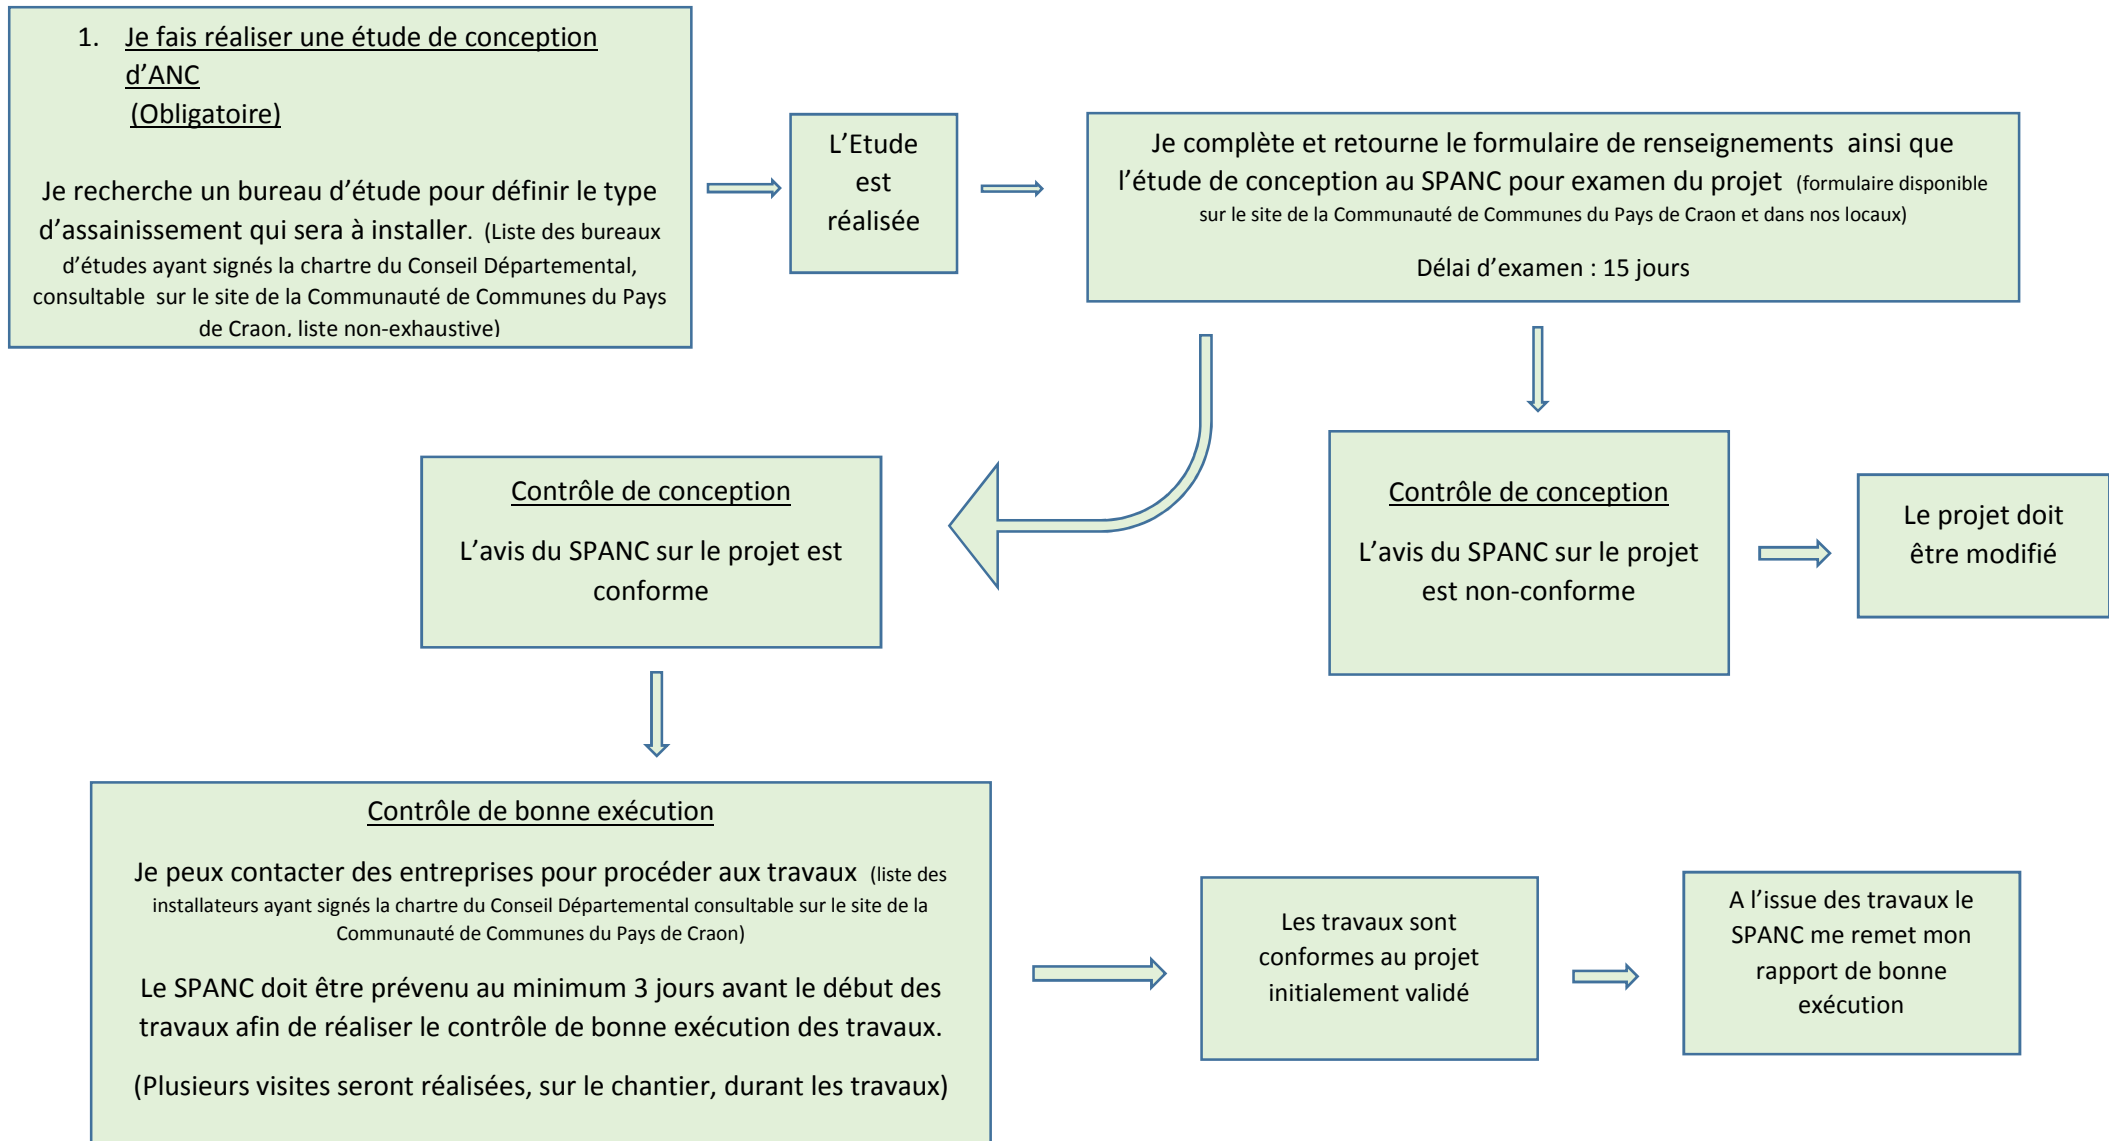 1. Je fais réaliser une étude de conception
d’ANC
(Obligatoire)
Je recherche un bureau d’étude pour définir le type
d’assainissement qui sera à installer. (Liste des bureaux
d’études ayant signés la chartre du Conseil Départemental,
consultable sur le site de la Communauté de Communes du Pays
de Craon, liste non-exhaustive)
L’Etude
est
réalisée
Je complète et retourne le formulaire de renseignements ainsi que
l’étude de conception au SPANC pour examen du projet (formulaire disponible
sur le site de la Communauté de Communes du Pays de Craon et dans nos locaux)
Délai d’examen : 15 jours
Contrôle de conception
L’avis du SPANC sur le projet est
conforme
Contrôle de conception
L’avis du SPANC sur le projet
est non-conforme
Le projet doit
être modifié
Contrôle de bonne exécution
Je peux contacter des entreprises pour procéder aux travaux (liste des
installateurs ayant signés la chartre du Conseil Départemental consultable sur le site de la
Communauté de Communes du Pays de Craon)
Le SPANC doit être prévenu au minimum 3 jours avant le début des
travaux afin de réaliser le contrôle de bonne exécution des travaux.
(Plusieurs visites seront réalisées, sur le chantier, durant les travaux)
Les travaux sont
conformes au projet
initialement validé
A l’issue des travaux le
SPANC me remet mon
rapport de bonne
exécution